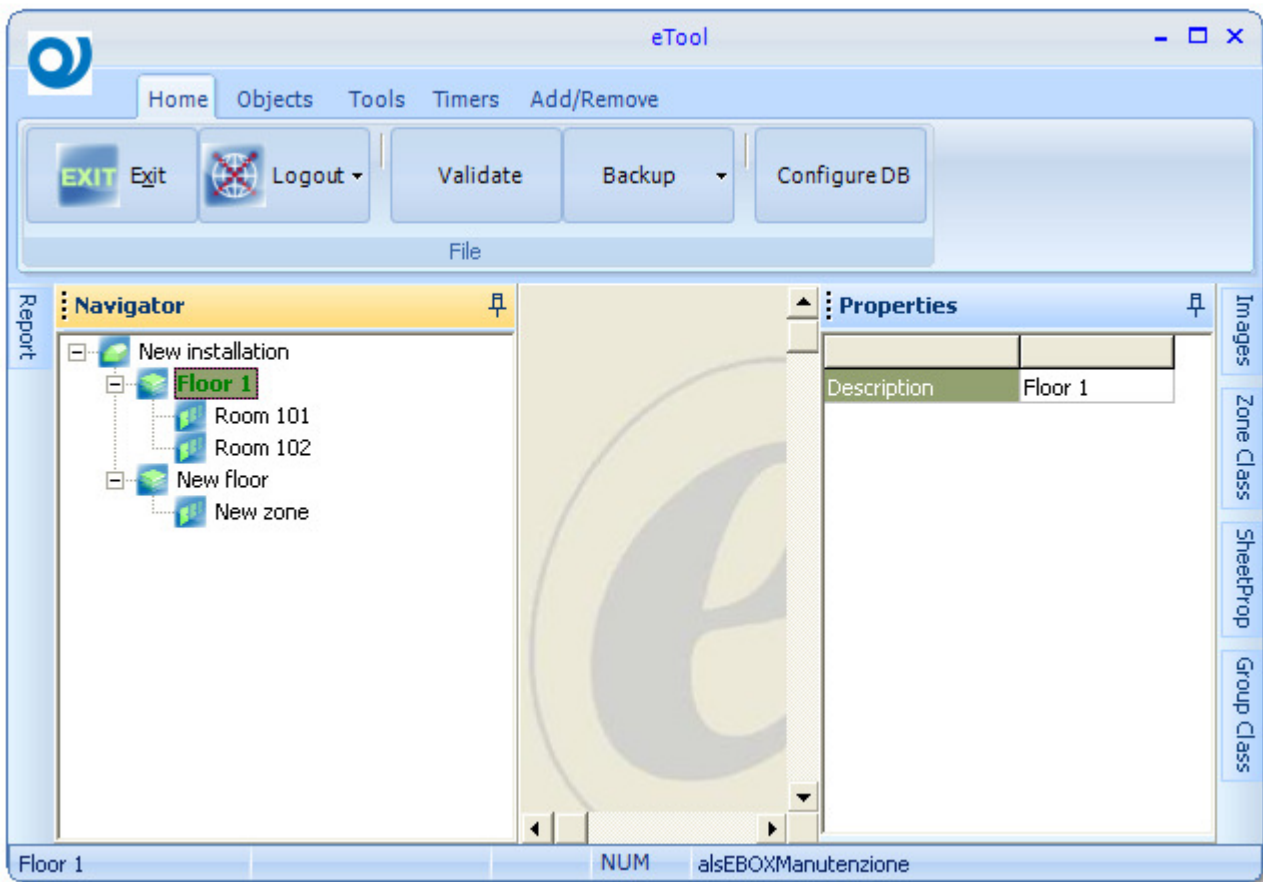 eTool
Home Objects Tools Timers Add/Remove
EXIT Exit Logout Validate Backup Configure DB
File
Report
Navigator
New installation
Floor 1
Room 101
Room 102
New floor
New zone
e
Properties
Description Floor 1
Images
Zone Class
SheetProp
Group Class
Floor 1 NUM alsEBOXManutenzione